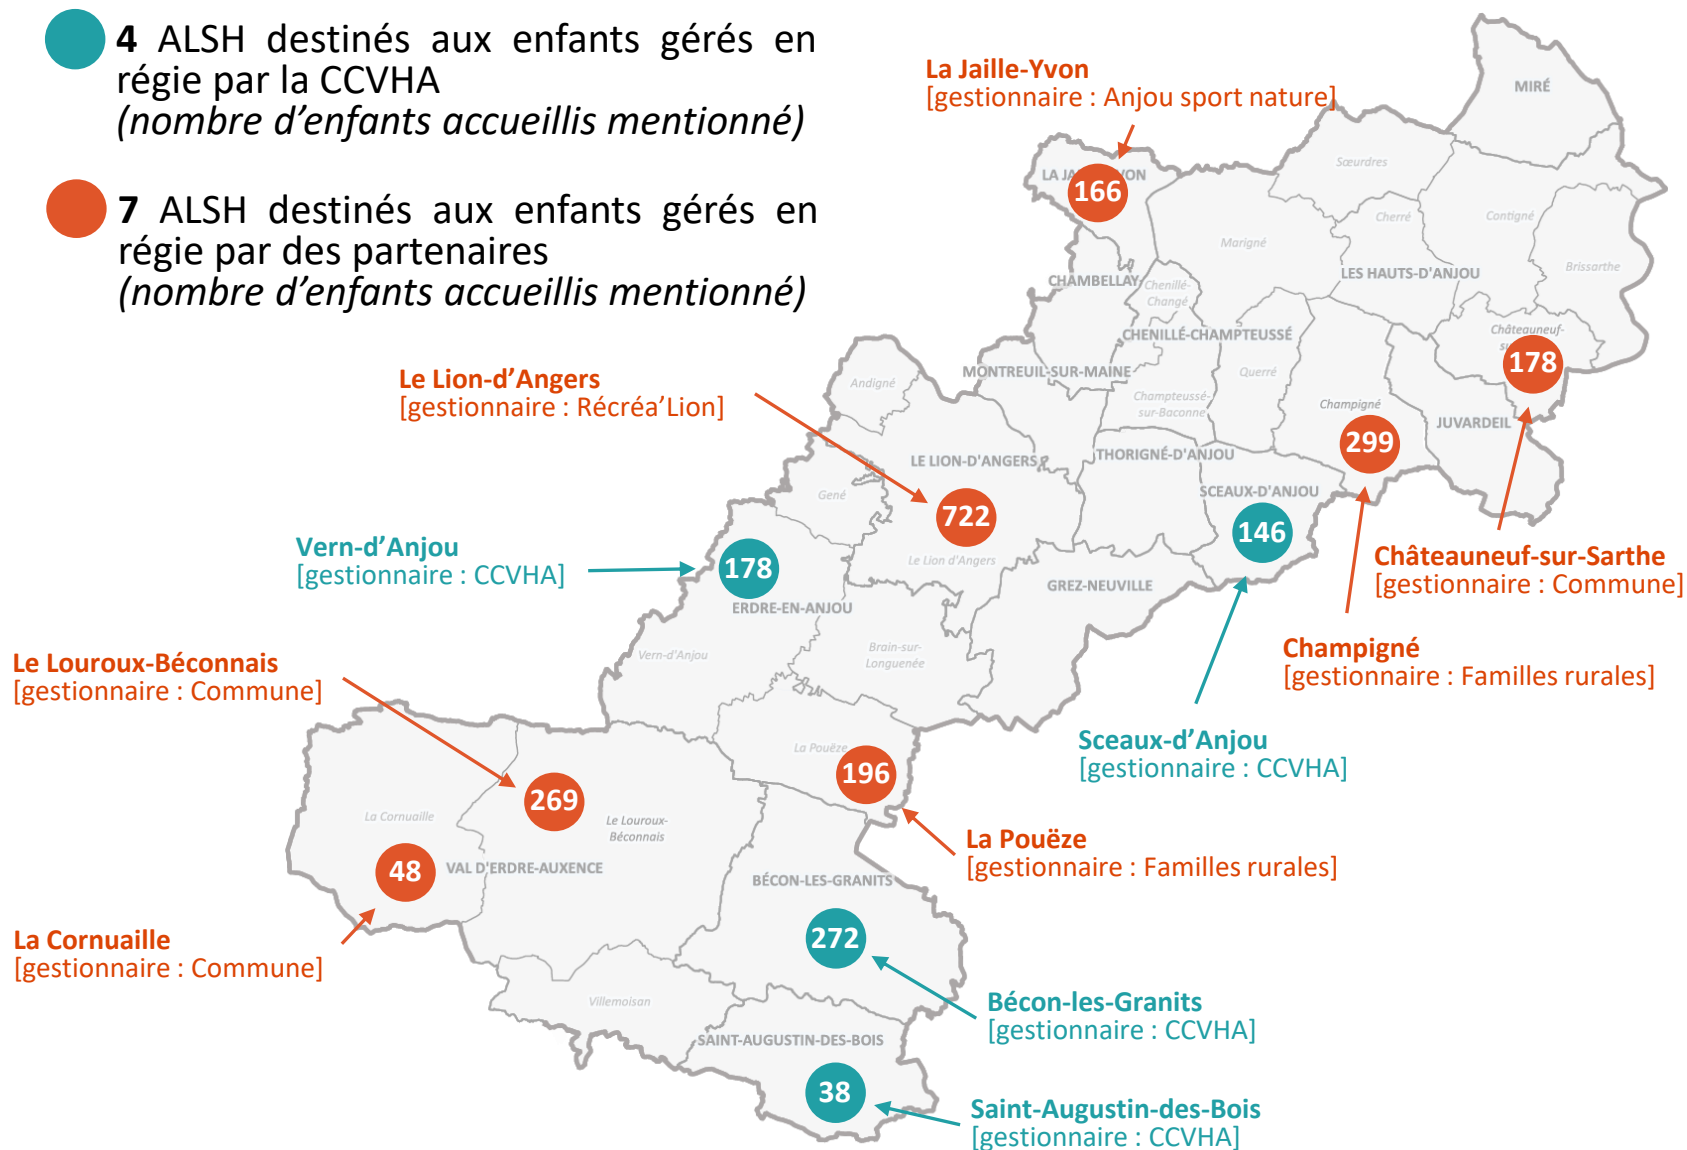 4 ALSH destinés aux enfants gérés en
régie par la CCVHA
(nombre d’enfants accueillis mentionné)
7 ALSH destinés aux enfants gérés en
régie par des partenaires
(nombre d’enfants accueillis mentionné)
La Jaille-Yvon
[gestionnaire : Anjou sport nature]
MIRÉ
Sœurdres
166
Cherré
Contigné
Marigné
Brissarthe
LES HAUTS-D'ANJOU
CHAMBELLAY
Chenillé-
Changé
CHENILLÉ-CHAMPTEUSSÉ
Châteauneuf-
178
MONTREUIL-SUR-MAINE
Querré
Le Lion-d’Angers
[gestionnaire : Récréa’Lion]
Andigné
Champteussé-
sur-Baconne
Champigné
JUVARDEIL
299
LE LION-D'ANGERS
THORIGNÉ-D'ANJOU
SCEAUX-D'ANJOU
Gené
722
146
Le Lion d'Angers
Vern-d’Anjou
[gestionnaire : CCVHA]
178
GREZ-NEUVILLE
ERDRE-EN-ANJOU
Châteauneuf-sur-Sarthe
[gestionnaire : Commune]
Vern-d'Anjou
Brain-sur-
Longuenée
Champigné
[gestionnaire : Familles rurales]
Le Louroux-Béconnais
[gestionnaire : Commune]
Sceaux-d’Anjou
[gestionnaire : CCVHA]
La Pouëze
196
269
La Cornuaille
Le Louroux-
Béconnais
La Pouëze
[gestionnaire : Familles rurales]
48
VAL D'ERDRE-AUXENCE
BÉCON-LES-GRANITS
La Cornuaille
[gestionnaire : Commune]
272
Villemoisan
Bécon-les-Granits
[gestionnaire : CCVHA]
SAINT-AUGUSTIN-DES-BOIS
38
Saint-Augustin-des-Bois
[gestionnaire : CCVHA]